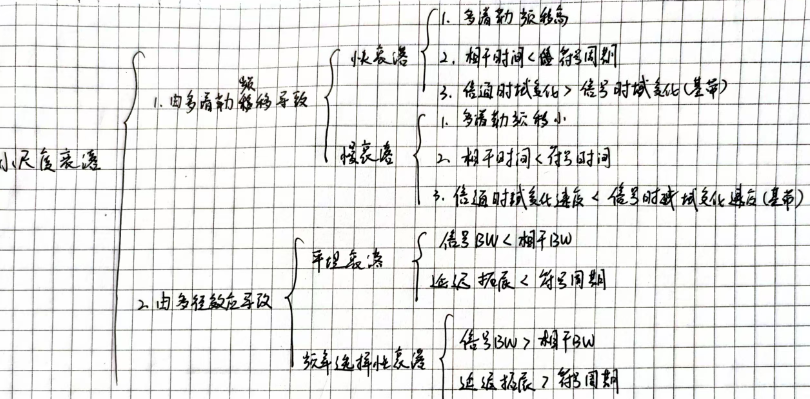 小尺度衰落
1. 由多普勒频移导致
快衰落
1. 多普勒频移高
2. 相干时间 < 符号周期
3. 信道时域变化 > 信号时域变化(基带)
慢衰落
1. 多普勒频移小
2. 相干时间 < 符号时间
3. 信道时域变化速度 < 信号时域域变化速度(基带)
2. 由多径效应导致
平坦衰落
信号BW < 相干BW
延迟扩展 < 符号周期
频率选择性衰落
信号BW > 相干BW
延迟扩展 > 符号周期